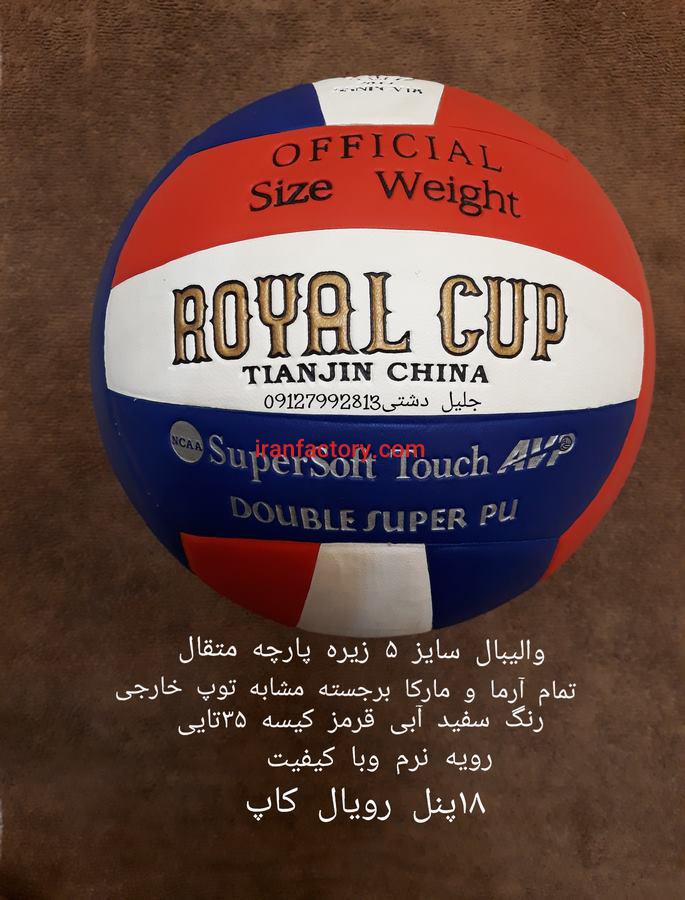 OFFICIAL
Size Weight
ROYAL CUP
TIANJIN CHINA
جلیل دشتی09127992813
NCAA SuperSoft Touch AVP
iranfactory.com
DOUBLE SUPER PU
والیبال سایز ۵ زیره پارچه متقال
تمام آرما و مارکا برجسته مشابه توپ خارجی
رنگ سفید آبی قرمز کیسه ۳۵تایی
رویه نرم وبا کیفیت
۱۸پنل رویال کاپ